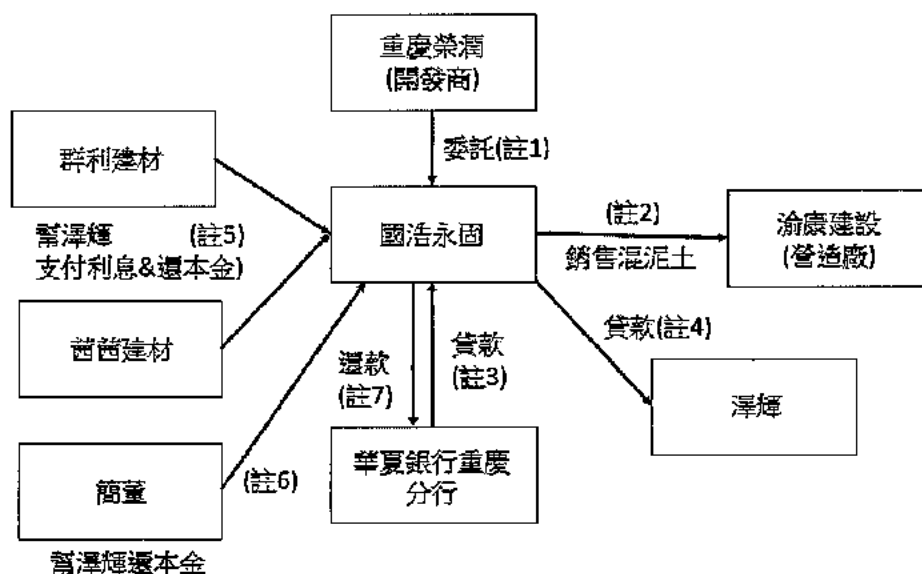 重慶榮潤
(開發商)
委託(註1)
群利建材
幫澤輝 (註5)
支付利息&還本金)
國浩永固
(註2)
銷售混泥土
渝康建設
(營造廠)
茜茜建材
還款
(註7)
貸款
(註3)
貸款(註4)
澤輝
簡董
(註6)
華夏銀行重慶
分行
幫澤輝還本金